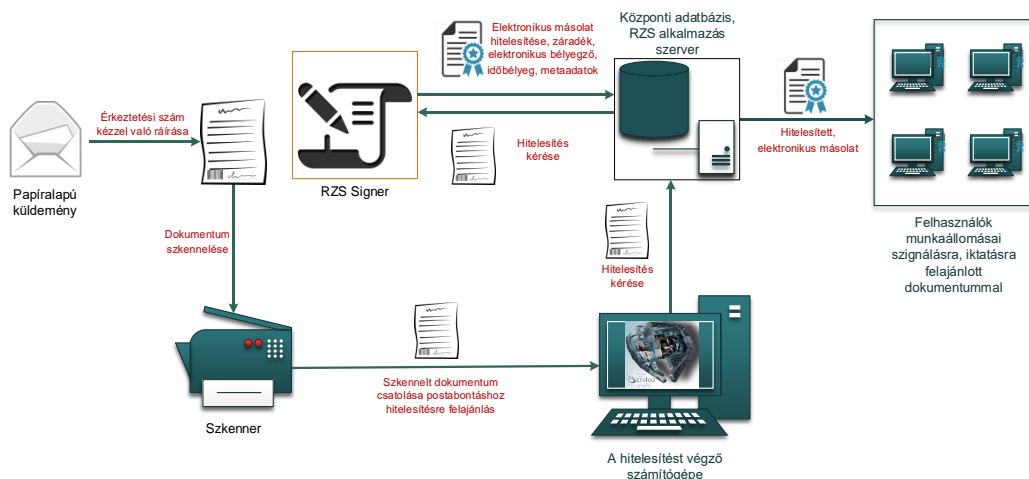 Elektronikus másolat
hitelesítése, záradék,
elektronikus bélyegző,
időbélyeg, metaadatok
Központi adatbázis,
RZS alkalmazás
szerver
Érkeztetési szám
kézzel való ráírása
Hitelesítés
kérése
Hitelesített,
elektronikus másolat
Papíralapú
küldemény
RZS Signer
Dokumentum
szkennelése
Hitelesítés
kérése
Felhasználók
munkaállomásai
szignálásra, iktatásra
felajánlott
dokumentummal
Szkennelt dokumentum
csatolása postabontáshoz
hitelesítésre felajánlás
Szkenner
A hitelesítést végző
számítógépe